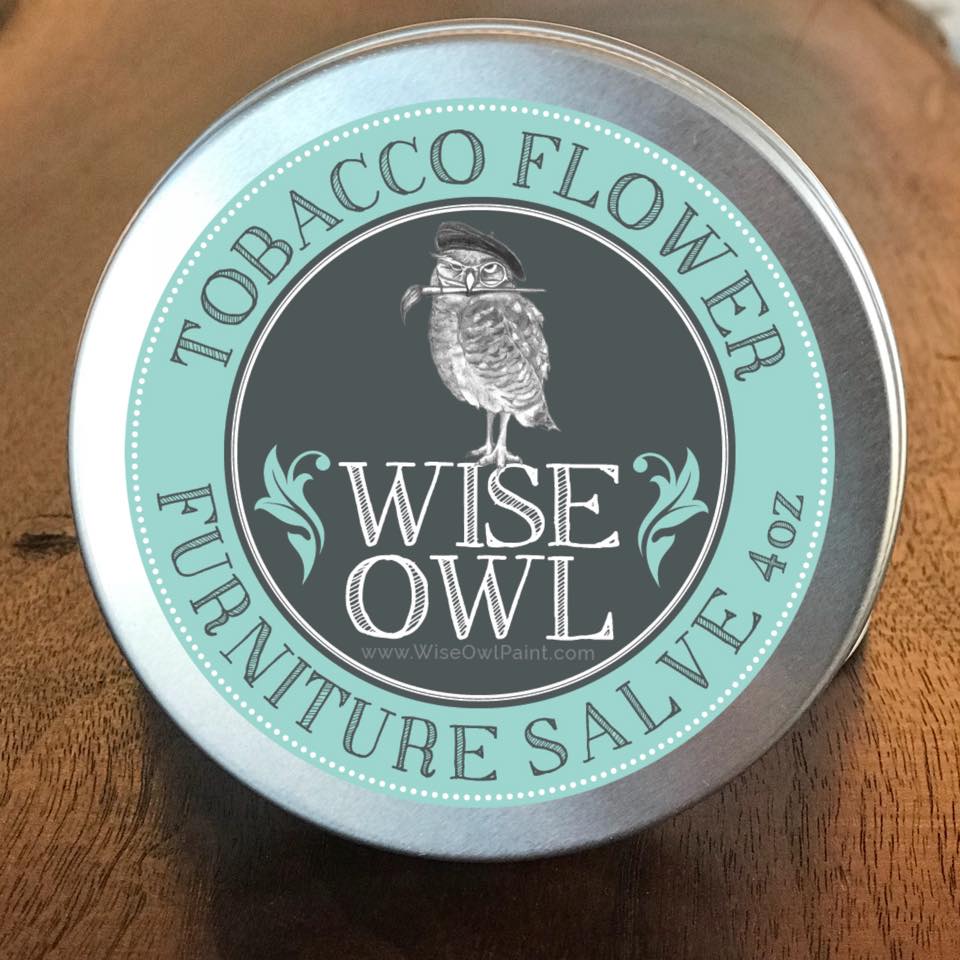 TOBACCO FLOWER
WISE
OWL
www.WiseOwlPaint.com
FURNITURE SALVE 4oz